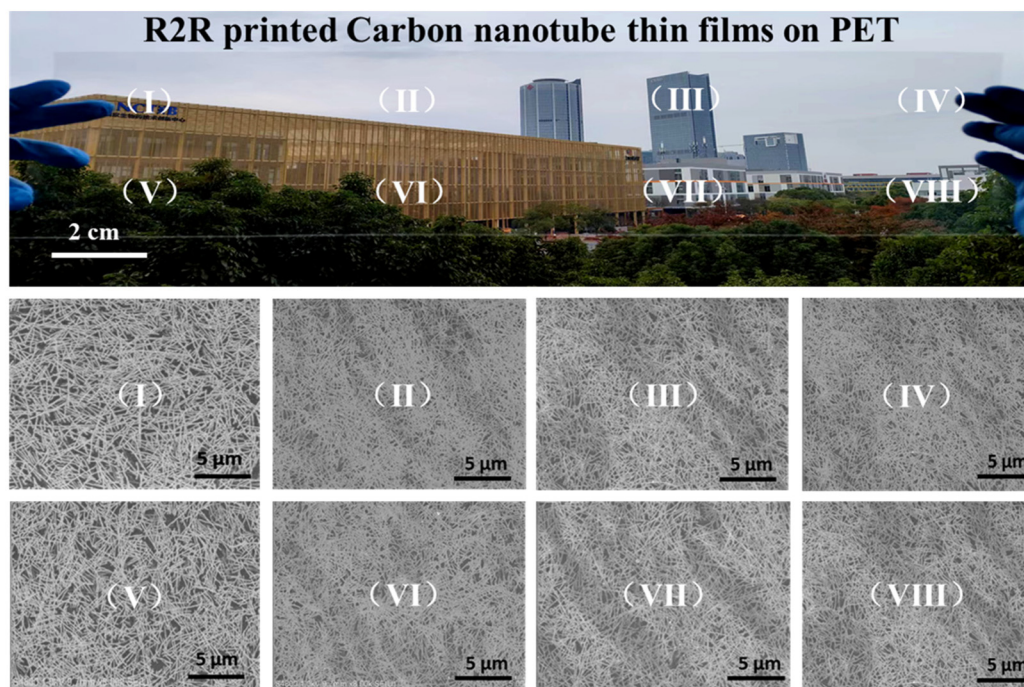 R2R printed Carbon nanotube thin films on PET
（I） （II） （III） （IV）
（V） （VI） （VII） （VIII）
2 cm
（I） （II） （III） （IV）
5 μm 5 μm 5 μm 5 μm
（V） （VI） （VII） （VIII）
5 μm 5 μm 5 μm 5 μm